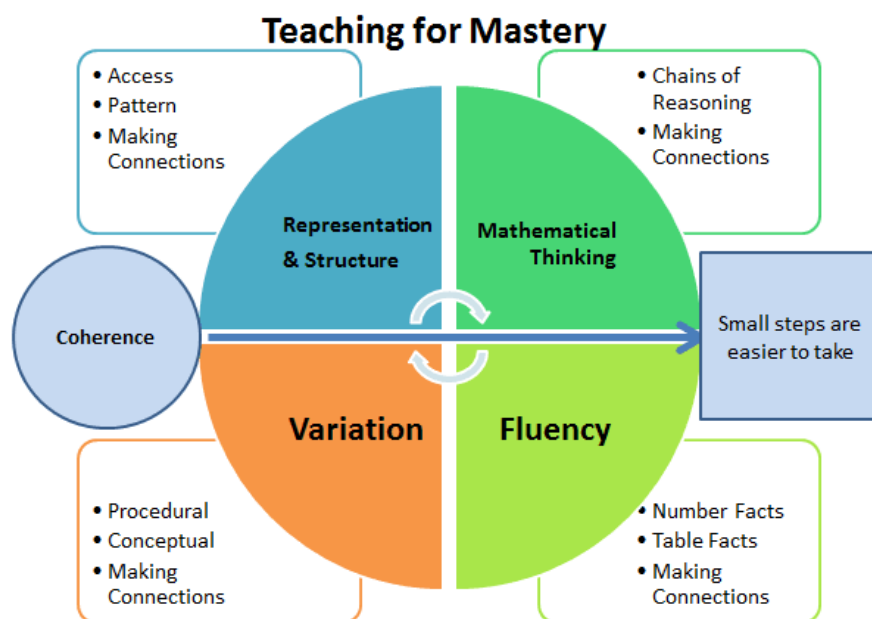 Teaching for Mastery
• Access
• Pattern
• Making
Connections
• Chains of
Reasoning
• Making
Connections
Representation
& Structure
Mathematical
Thinking
Coherence
Small steps are
easier to take
Variation
Fluency
• Procedural
• Conceptual
• Making
Connections
• Number Facts
• Table Facts
• Making
Connections